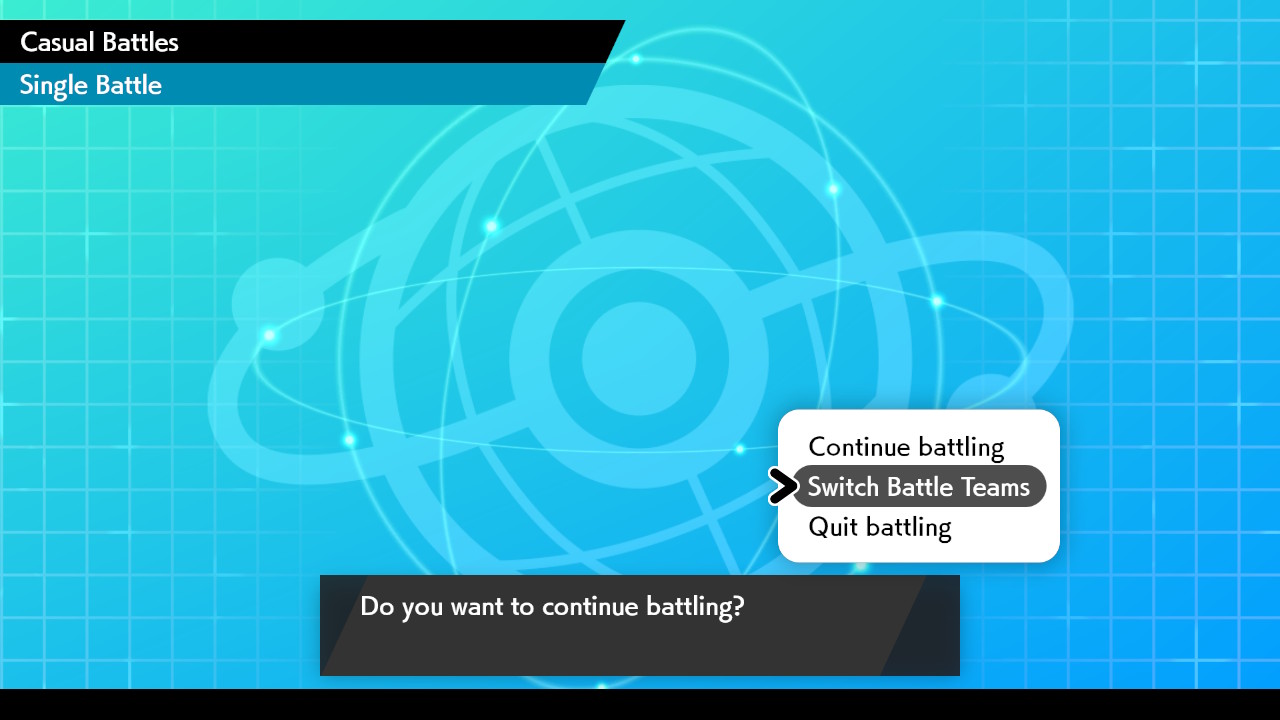 Casual Battles
Single Battle
Continue battling
Switch Battle Teams
Quit battling
Do you want to continue battling?